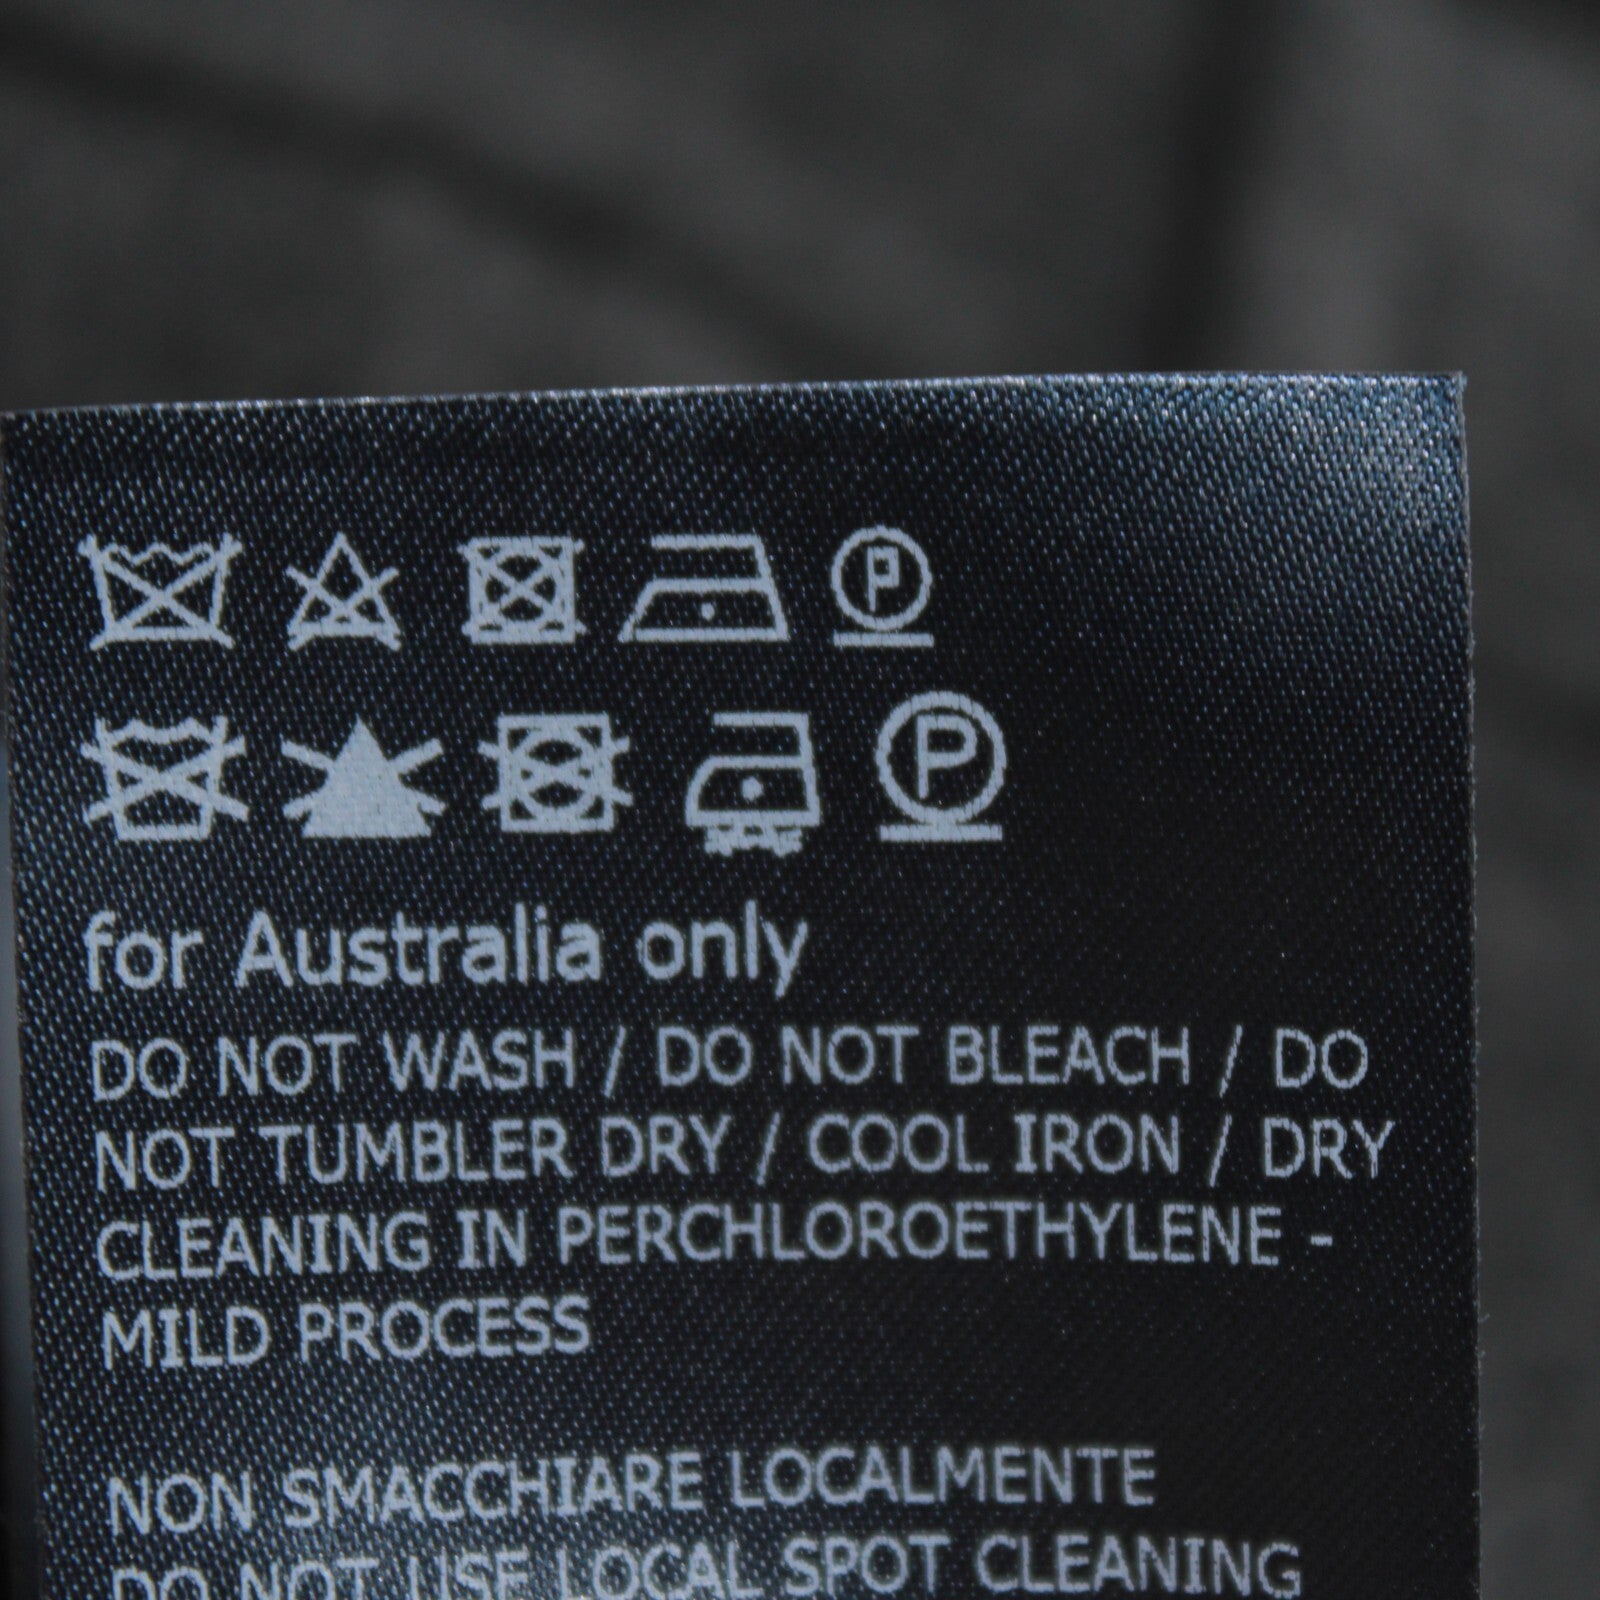 P
P
for Australia only
DO NOT WASH / DO NOT BLEACH / DO
NOT TUMBLER DRY / COOL IRON / DRY
CLEANING IN PERCHLOROETHYLENE -
MILD PROCESS
NON SMACCHIARE LOCALMENTE
DO NOT USE LOCAL SPOT CLEANING